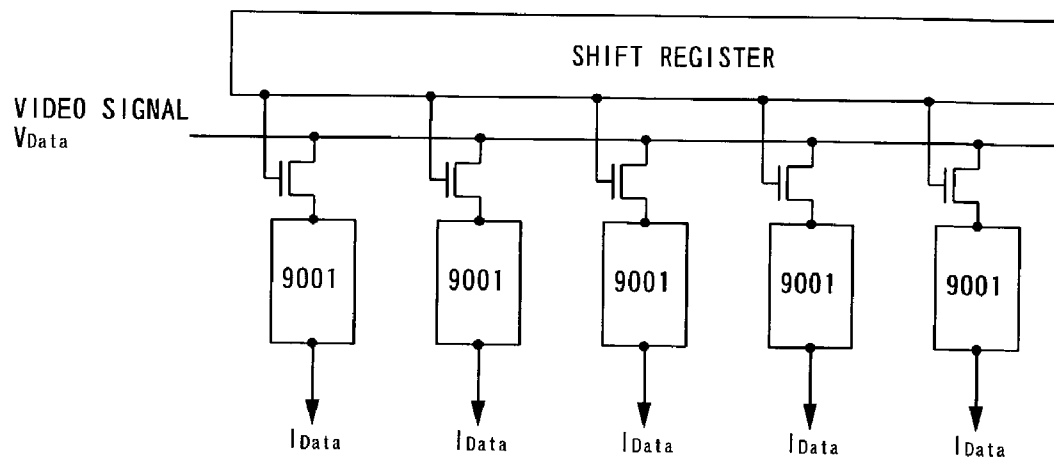 SHIFT REGISTER
VIDEO SIGNAL
VData
9001 9001 9001 9001 9001
IData IData IData IData IData